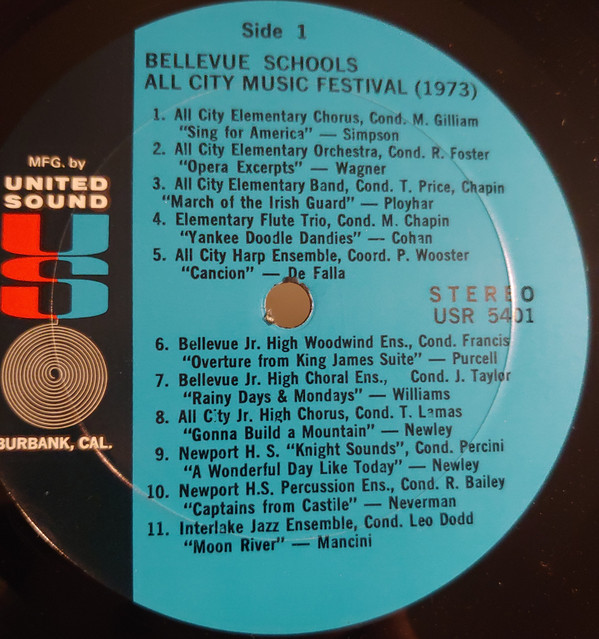 Side 1
BELLEVUE SCHOOLS
ALL CITY MUSIC FESTIVAL (1973)
1. All City Elementary Chorus, Cond. M. Gilliam
"Sing for America" — Simpson
2. All City Elementary Orchestra, Cond. R. Foster
"Opera Excerpts" — Wagner
3. All City Elementary Band, Cond. T. Price, Chapin
"March of the Irish Guard" — Ployhar
4. Elementary Flute Trio, Cond. M. Chapin
"Yankee Doodle Dandies" — Cohan
5. All City Harp Ensemble, Coord. P. Wooster
"Cancion" — De Falla
MFG. by
UNITED
SOUND
US
BURBANK, CAL.
STEREO
USR 5401
6. Bellevue Jr. High Woodwind Ens., Cond. Francis
"Overture from King James Suite" — Purcell
7. Bellevue Jr. High Choral Ens., Cond. J. Taylor
"Rainy Days & Mondays" — Williams
8. All City Jr. High Chorus, Cond. T. Lamas
"Gonna Build a Mountain" — Newley
9. Newport H. S. "Knight Sounds", Cond. Percini
"A Wonderful Day Like Today" — Newley
10. Newport H.S. Percussion Ens., Cond. R. Bailey
"Captains from Castile" — Neverman
11. Interlake Jazz Ensemble, Cond. Leo Dodd
"Moon River" — Mancini